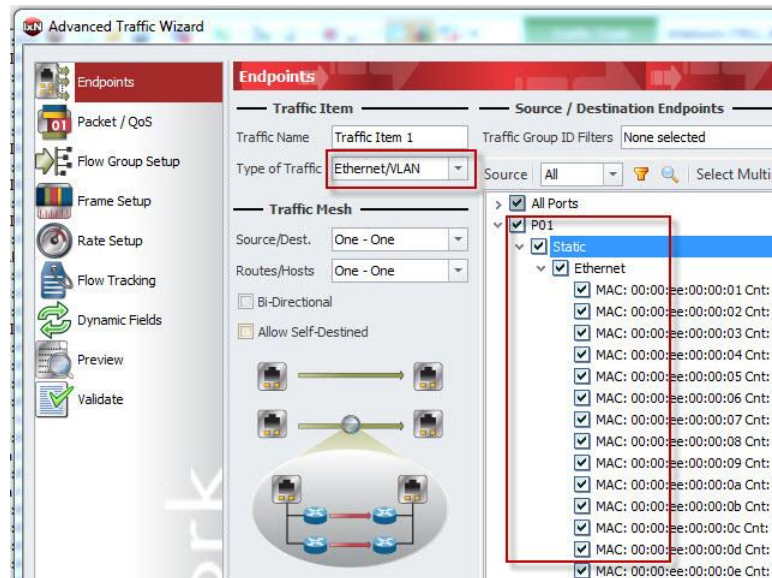 IxN Advanced Traffic Wizard
Endpoints
Packet / QoS
Flow Group Setup
Frame Setup
Rate Setup
Flow Tracking
Dynamic Fields
Preview
Validate
Endpoints
Traffic Item
Traffic Name Traffic Item 1
Type of Traffic Ethernet/VLAN
Traffic Mesh
Source/Dest. One - One
Routes/Hosts One - One
Bi-Directional
Allow Self-Destined
Source / Destination Endpoints
Traffic Group ID Filters None selected
Source All Select Multi
All Ports
P01
Static
Ethernet
MAC: 00:00:ee:00:00:01 Cnt:
MAC: 00:00:ee:00:00:02 Cnt:
MAC: 00:00:ee:00:00:03 Cnt:
MAC: 00:00:ee:00:00:04 Cnt:
MAC: 00:00:ee:00:00:05 Cnt:
MAC: 00:00:ee:00:00:06 Cnt:
MAC: 00:00:ee:00:00:07 Cnt:
MAC: 00:00:ee:00:00:08 Cnt:
MAC: 00:00:ee:00:00:09 Cnt:
MAC: 00:00:ee:00:00:0a Cnt:
MAC: 00:00:ee:00:00:0b Cnt:
MAC: 00:00:ee:00:00:0c Cnt:
MAC: 00:00:ee:00:00:0d Cnt:
MAC: 00:00:ee:00:00:0e Cnt: